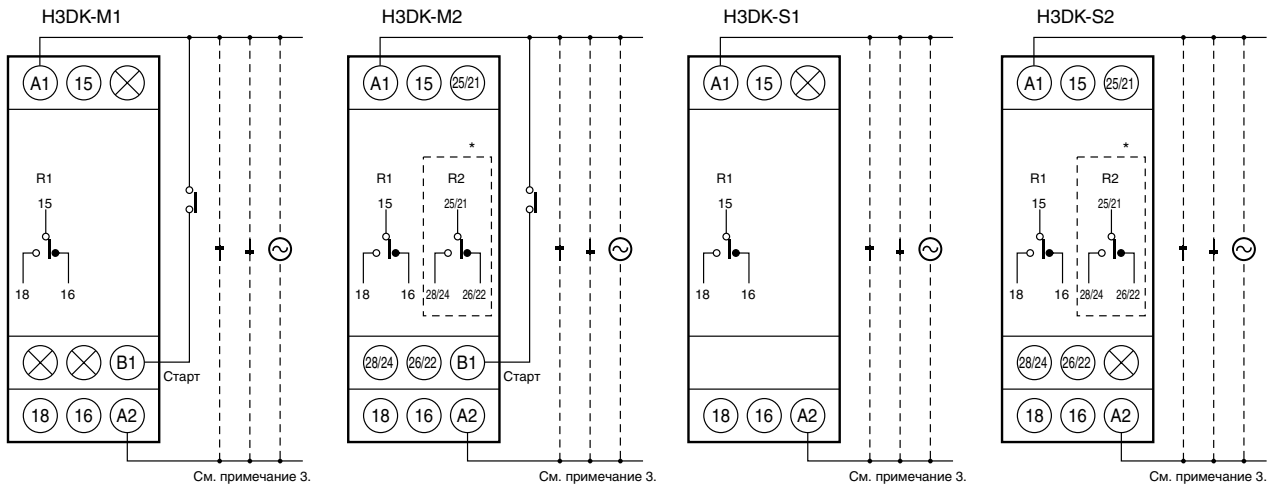 H3DK-M1
A1 15
R1
15
18 16
B1
Старт
18 16 A2
См. примечание 3.
H3DK-M2
A1 15 25/21
*
R1 R2
15 25/21
18 16 28/24 26/22
28/24 26/22 B1
Старт
18 16 A2
См. примечание 3.
H3DK-S1
A1 15
R1
15
18 16
18 16 A2
См. примечание 3.
H3DK-S2
A1 15 25/21
*
R1 R2
15 25/21
18 16 28/24 26/22
28/24 26/22
18 16 A2
См. примечание 3.